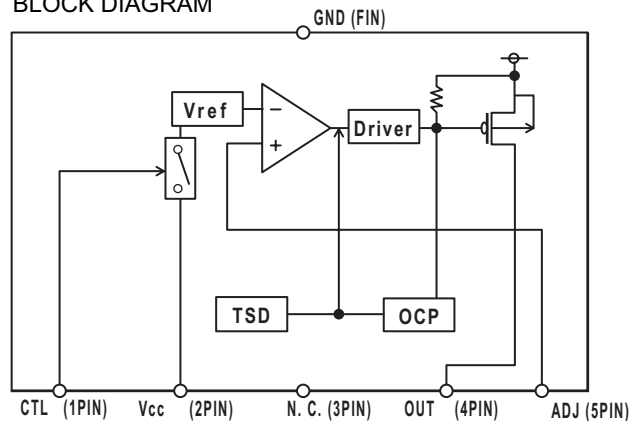 BLOCK DIAGRAM
GND (FIN)
Vref
−
+
Driver
TSD
OCP
CTL (1PIN) Vcc (2PIN) N. C. (3PIN) OUT (4PIN) ADJ (5PIN)